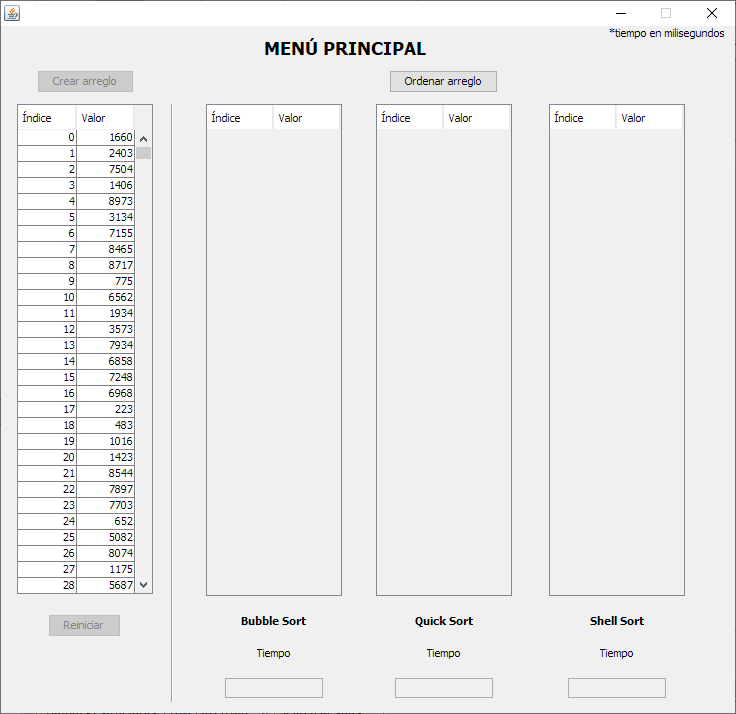 *tiempo en milisegundos
MENÚ PRINCIPAL
Crear arreglo
Ordenar arreglo
Índice Valor
0 1660
1 2403
2 7504
3 1406
4 8973
5 3134
6 7155
7 8465
8 8717
9 775
10 6562
11 1934
12 3573
13 7934
14 6858
15 7248
16 6968
17 223
18 483
19 1016
20 1423
21 8544
22 7897
23 7703
24 652
25 5082
26 8074
27 1175
28 5687
Reiniciar
Índice Valor
Índice Valor
Índice Valor
Bubble Sort
Quick Sort
Shell Sort
Tiempo
Tiempo
Tiempo